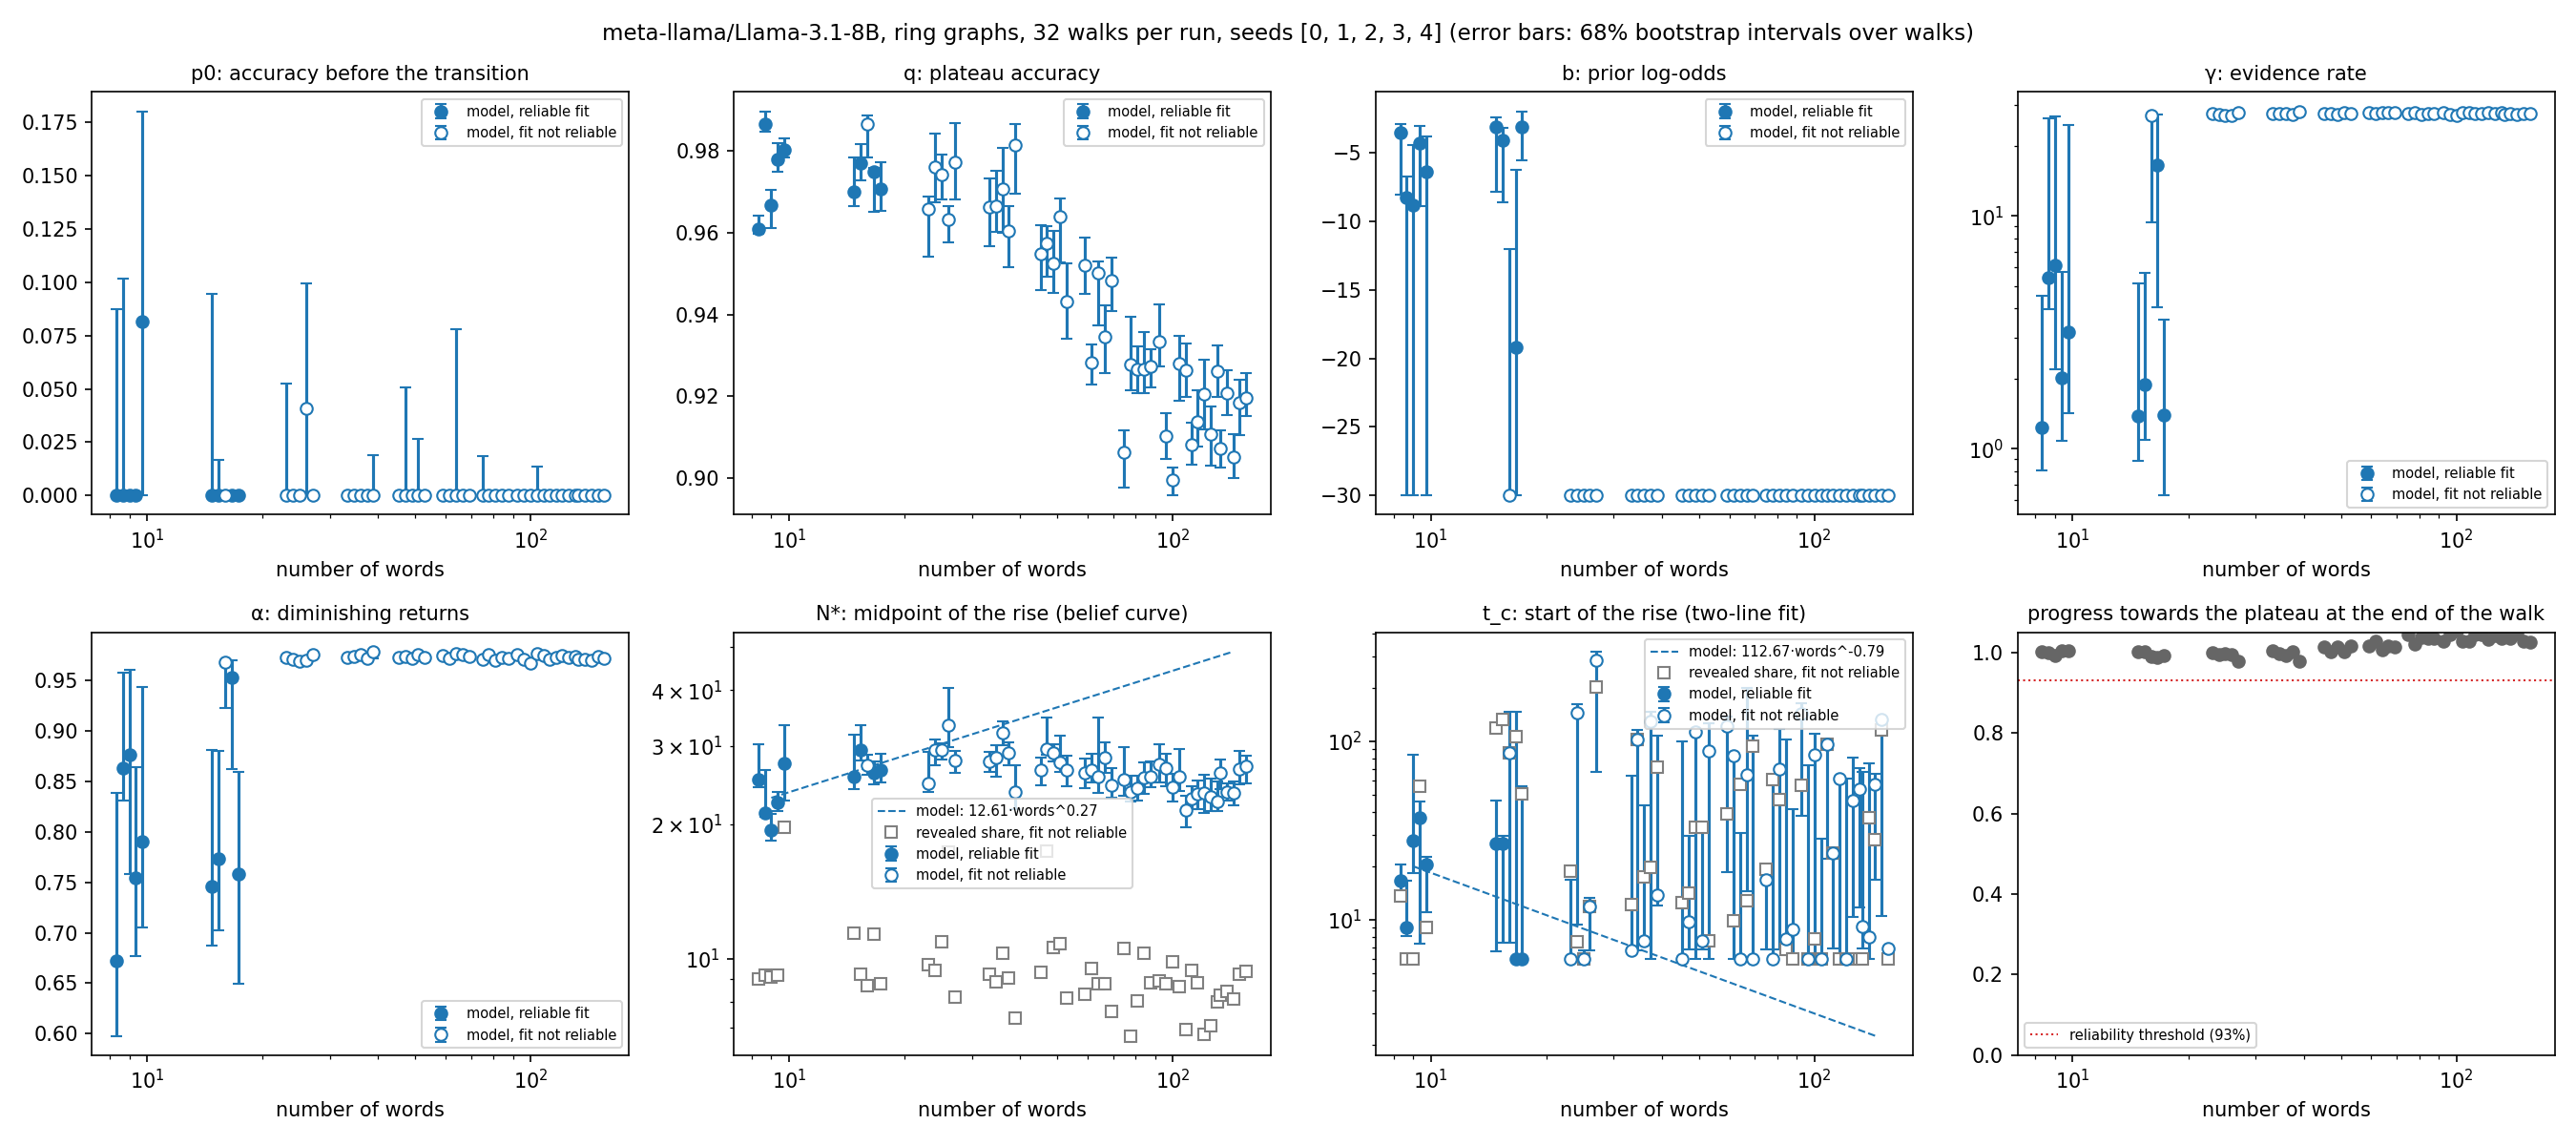 meta-llama/Llama-3.1-8B, ring graphs, 32 walks per run, seeds [0, 1, 2, 3, 4] (error bars: 68% bootstrap intervals over walks)
p0: accuracy before the transition
model, reliable fit
model, fit not reliable
0.175
0.150
0.125
0.100
0.075
0.050
0.025
0.000
10¹ 10²
number of words
q: plateau accuracy
model, reliable fit
model, fit not reliable
0.98
0.96
0.94
0.92
0.90
10¹ 10²
number of words
b: prior log-odds
model, reliable fit
model, fit not reliable
−5
−10
−15
−20
−25
−30
10¹ 10²
number of words
γ: evidence rate
10¹
10⁰
model, reliable fit
model, fit not reliable
10¹ 10²
number of words
α: diminishing returns
0.95
0.90
0.85
0.80
0.75
0.70
0.65
0.60
model, reliable fit
model, fit not reliable
10¹ 10²
number of words
N*: midpoint of the rise (belief curve)
4 × 10¹
3 × 10¹
2 × 10¹
10¹
model: 12.61·words^0.27
revealed share, fit not reliable
model, reliable fit
model, fit not reliable
10¹ 10²
number of words
t_c: start of the rise (two-line fit)
model: 112.67·words^-0.79
revealed share, fit not reliable
model, reliable fit
model, fit not reliable
10²
10¹
10¹ 10²
number of words
progress towards the plateau at the end of the walk
1.0
0.8
0.6
0.4
0.2
0.0
reliability threshold (93%)
10¹ 10²
number of words